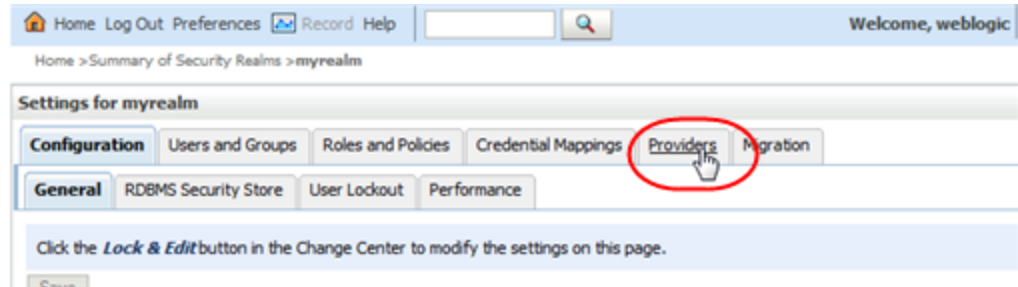 Home Log Out Preferences Record Help Welcome, weblogic
Home >Summary of Security Realms >myrealm
Settings for myrealm
Configuration Users and Groups Roles and Policies Credential Mappings Providers Migration
General RDBMS Security Store User Lockout Performance
Click the Lock & Edit button in the Change Center to modify the settings on this page.
Save